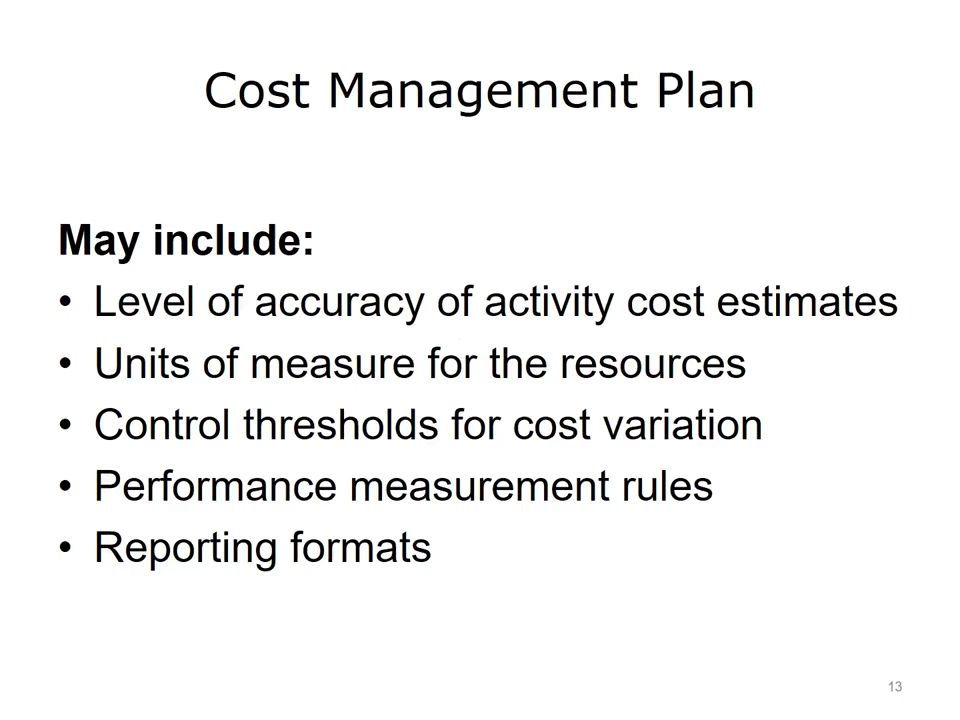 Cost Management Plan
May include:
• Level of accuracy of activity cost estimates
• Units of measure for the resources
• Control thresholds for cost variation
• Performance measurement rules
• Reporting formats
13